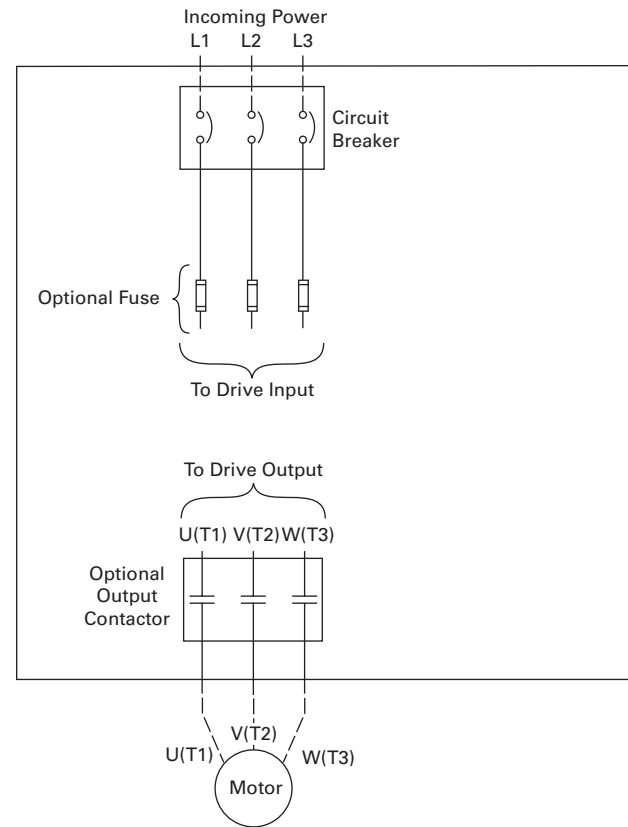 Incoming Power
L1 L2 L3
Circuit
Breaker
Optional Fuse
To Drive Input
To Drive Output
U(T1) V(T2) W(T3)
Optional
Output
Contactor
V(T2)
U(T1) W(T3)
Motor